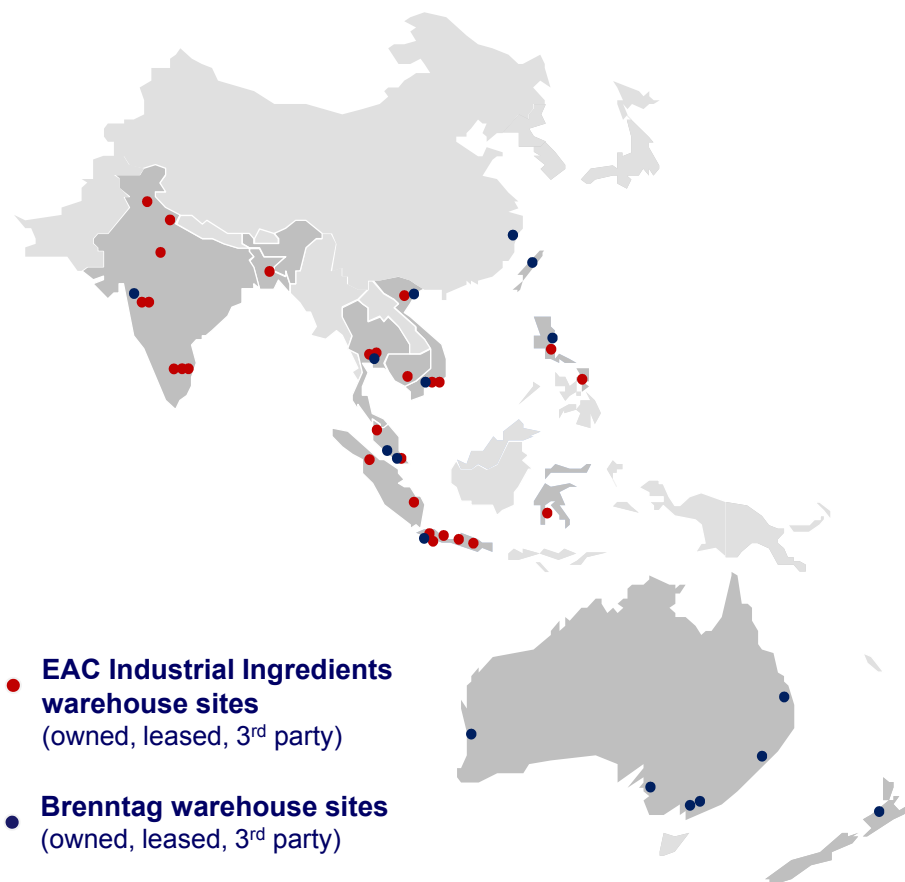 EAC Industrial Ingredients
warehouse sites
(owned, leased, 3rd party)
Brenntag warehouse sites
(owned, leased, 3rd party)